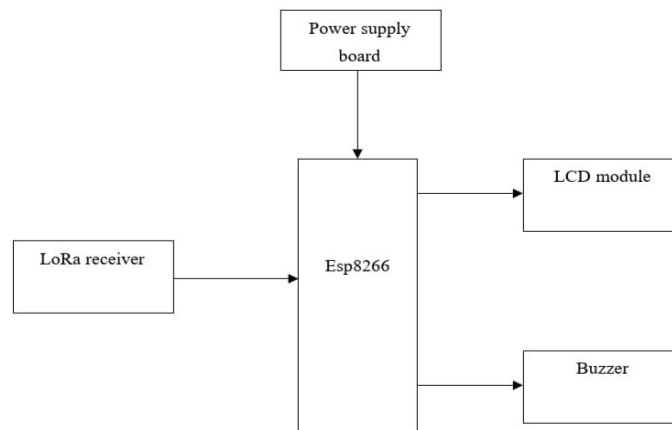 Power supply
board
LCD module
LoRa receiver
Esp8266
Buzzer